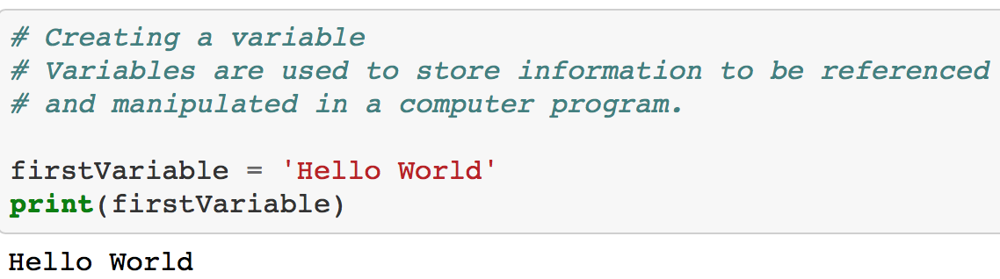 # Creating a variable
# Variables are used to store information to be referenced
# and manipulated in a computer program.
firstVariable = 'Hello World'
print(firstVariable)
Hello World